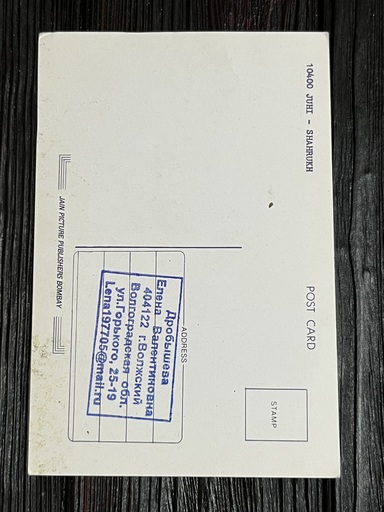 10400 JUHI - SHAHRUKH
POST CARD
STAMP
ADDRESS
Дробышева
Елена Валентиновна
404122 г.Волжский
Волгоградская обл.
ул.Горького, 25-19
Lena197705@mail.ru
JAIN PICTURE PUBLISHERS BOMBAY